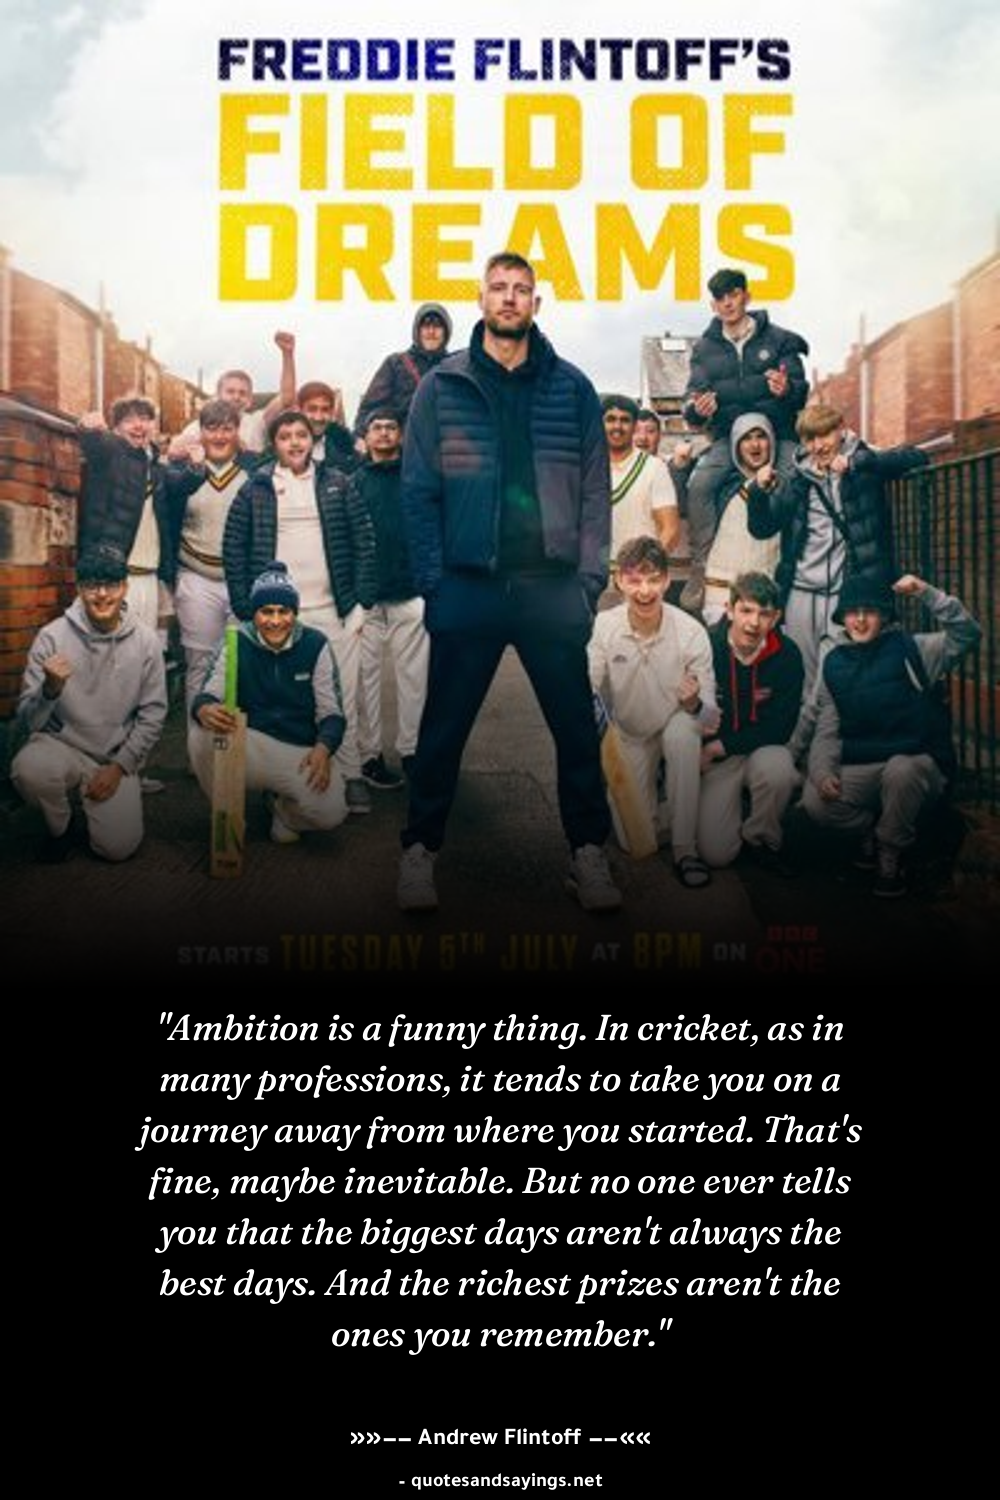 FREDDIE FLINTOFF'S
FIELD OF
DREAMS
STARTS TUESDAY 5TH JULY AT 8PM ON BBC ONE
"Ambition is a funny thing. In cricket, as in
many professions, it tends to take you on a
journey away from where you started. That's
fine, maybe inevitable. But no one ever tells
you that the biggest days aren't always the
best days. And the richest prizes aren't the
ones you remember."
»»–– Andrew Flintoff ––««
- quotesandsayings.net